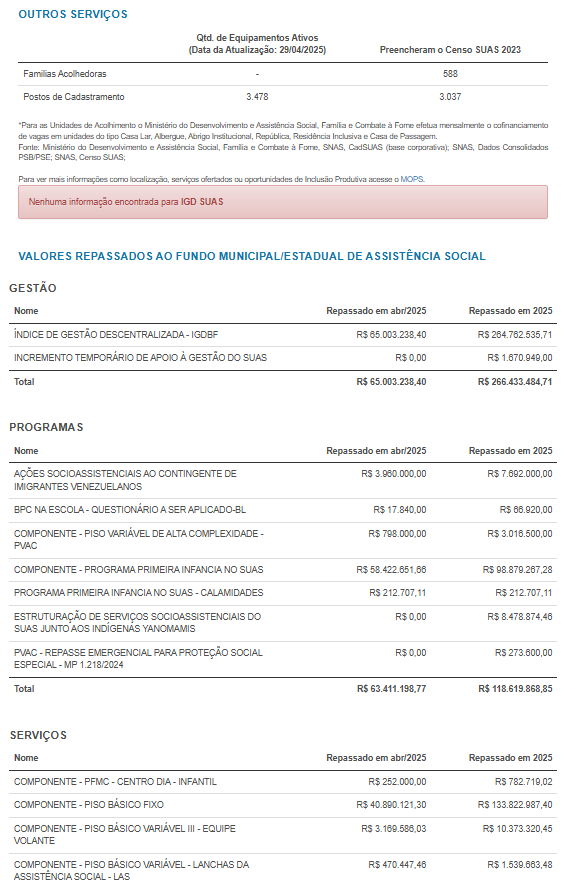 OUTROS SERVIÇOS
Qtd. de Equipamentos Ativos
(Data da Atualização: 29/04/2025) Preencheram o Censo SUAS 2023
Famílias Acolhedoras - 588
Postos de Cadastramento 3.478 3.037
*Para as Unidades de Acolhimento o Ministério do Desenvolvimento e Assistência Social, Família e Combate à Fome efetua mensalmente o cofinanciamento
de vagas em unidades do tipo Casa Lar, Albergue, Abrigo Institucional, República, Residência Inclusiva e Casa de Passagem.
Fonte: Ministério do Desenvolvimento e Assistência Social, Família e Combate à Fome, SNAS, CadSUAS (base corporativa); SNAS, Dados Consolidados
PSB/PSE; SNAS, Censo SUAS;
Para ver mais informações como localização, serviços ofertados ou oportunidades de Inclusão Produtiva acesse o MOPS.
Nenhuma informação encontrada para IGD SUAS
VALORES REPASSADOS AO FUNDO MUNICIPAL/ESTADUAL DE ASSISTÊNCIA SOCIAL
GESTÃO
Nome Repassado em abr/2025 Repassado em 2025
ÍNDICE DE GESTÃO DESCENTRALIZADA - IGDBF R$ 65.003.238,40 R$ 264.762.535,71
INCREMENTO TEMPORÁRIO DE APOIO À GESTÃO DO SUAS R$ 0,00 R$ 1.670.949,00
Total R$ 65.003.238,40 R$ 266.433.484,71
PROGRAMAS
Nome Repassado em abr/2025 Repassado em 2025
AÇÕES SOCIOASSISTENCIAIS AO CONTINGENTE DE R$ 3.960.000,00 R$ 7.692.000,00
IMIGRANTES VENEZUELANOS
BPC NA ESCOLA - QUESTIONÁRIO A SER APLICADO-BL R$ 17.840,00 R$ 66.920,00
COMPONENTE - PISO VARIÁVEL DE ALTA COMPLEXIDADE - R$ 798.000,00 R$ 3.016.500,00
PVAC
COMPONENTE - PROGRAMA PRIMEIRA INFANCIA NO SUAS R$ 58.422.651,66 R$ 98.879.267,28
PROGRAMA PRIMEIRA INFANCIA NO SUAS - CALAMIDADES R$ 212.707,11 R$ 212.707,11
ESTRUTURAÇÃO DE SERVIÇOS SOCIOASSISTENCIAIS DO R$ 0,00 R$ 8.478.874,46
SUAS JUNTO AOS INDÍGENAS YANOMAMIS
PVAC - REPASSE EMERGENCIAL PARA PROTEÇÃO SOCIAL R$ 0,00 R$ 273.600,00
ESPECIAL - MP 1.218/2024
Total R$ 63.411.198,77 R$ 118.619.868,85
SERVIÇOS
Nome Repassado em abr/2025 Repassado em 2025
COMPONENTE - PFMC - CENTRO DIA - INFANTIL R$ 252.000,00 R$ 782.719,02
COMPONENTE - PISO BÁSICO FIXO R$ 40.890.121,30 R$ 133.822.987,40
COMPONENTE - PISO BÁSICO VARIÁVEL III - EQUIPE R$ 3.169.586,03 R$ 10.373.320,45
VOLANTE
COMPONENTE - PISO BÁSICO VARIÁVEL - LANCHAS DA R$ 470.447,46 R$ 1.539.663,48
ASSISTÊNCIA SOCIAL - LAS